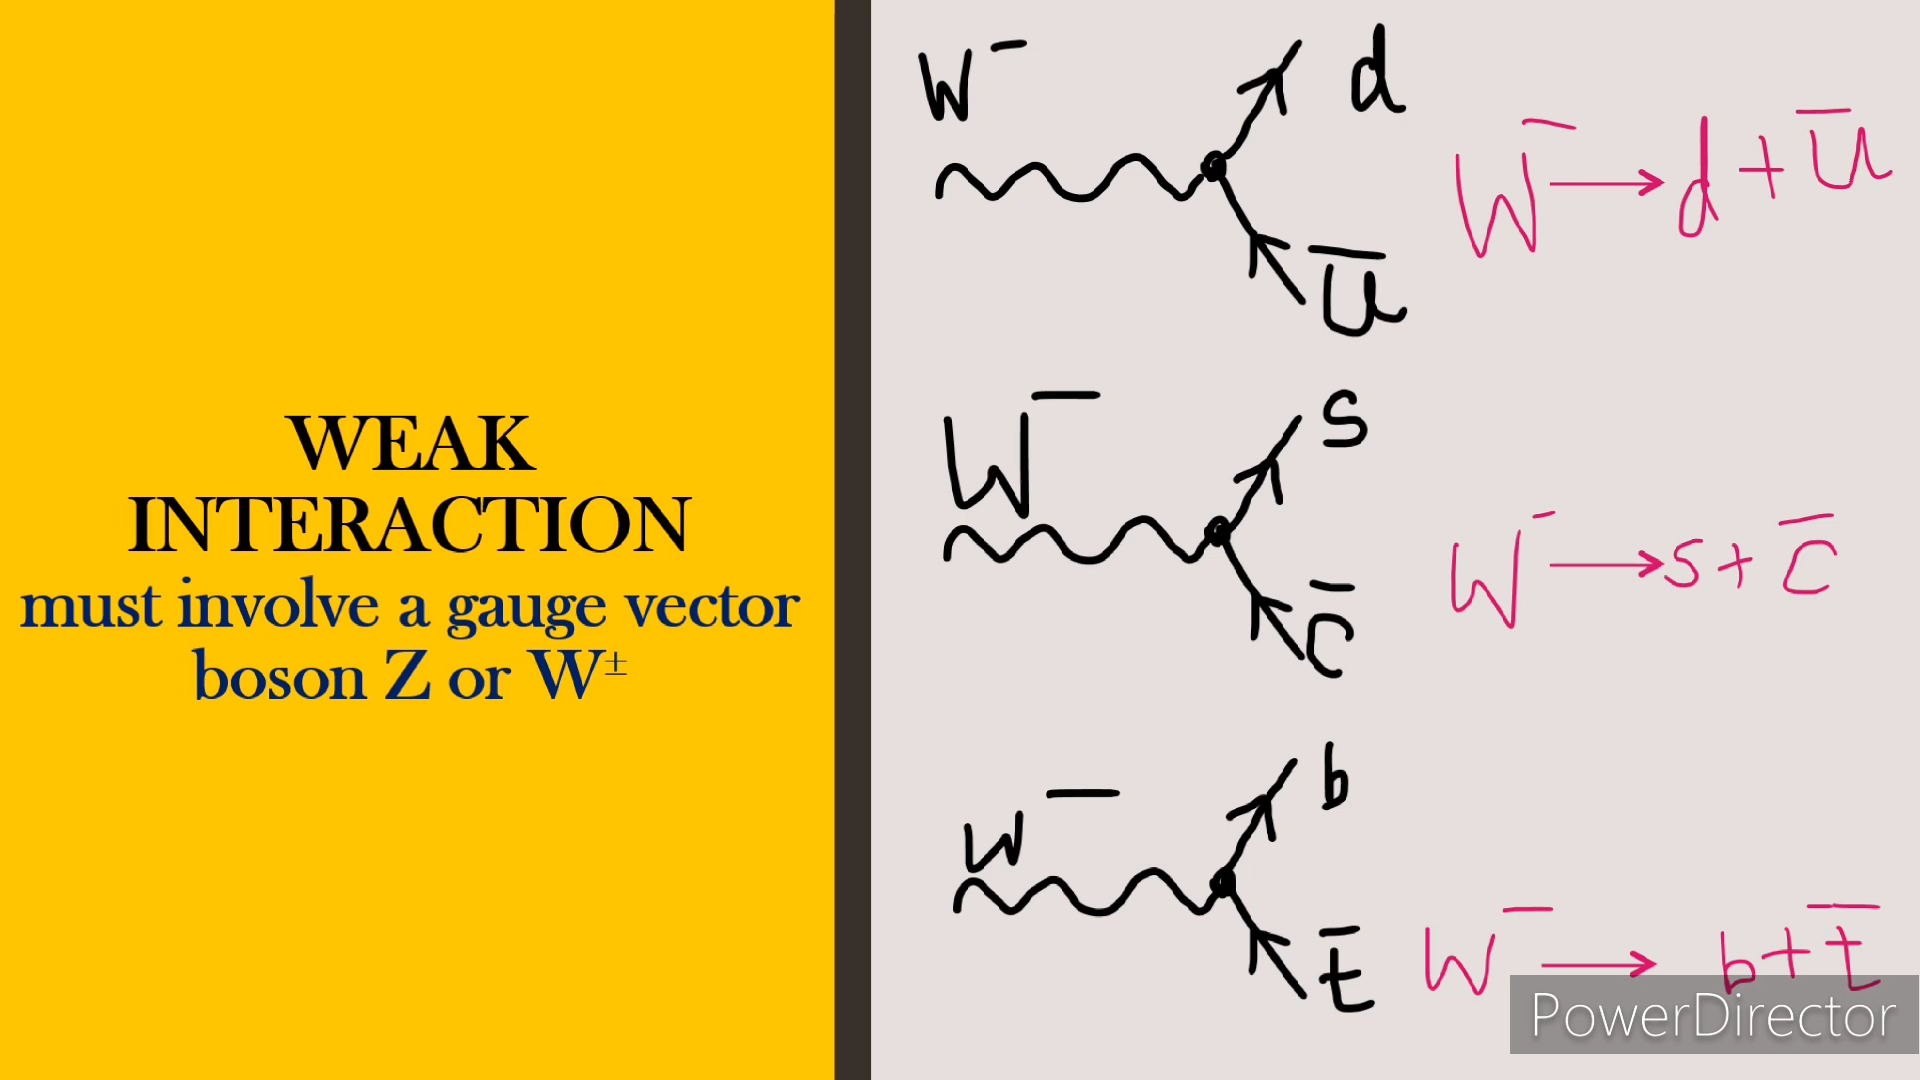 WEAK
INTERACTION
must involve a gauge vector
boson Z or W±
W⁻
d
u̅
W⁻ → d + u̅
W⁻
s
c̅
W⁻ → s + c̅
W⁻
b
t̅
W⁻ → b + t̅
PowerDirector